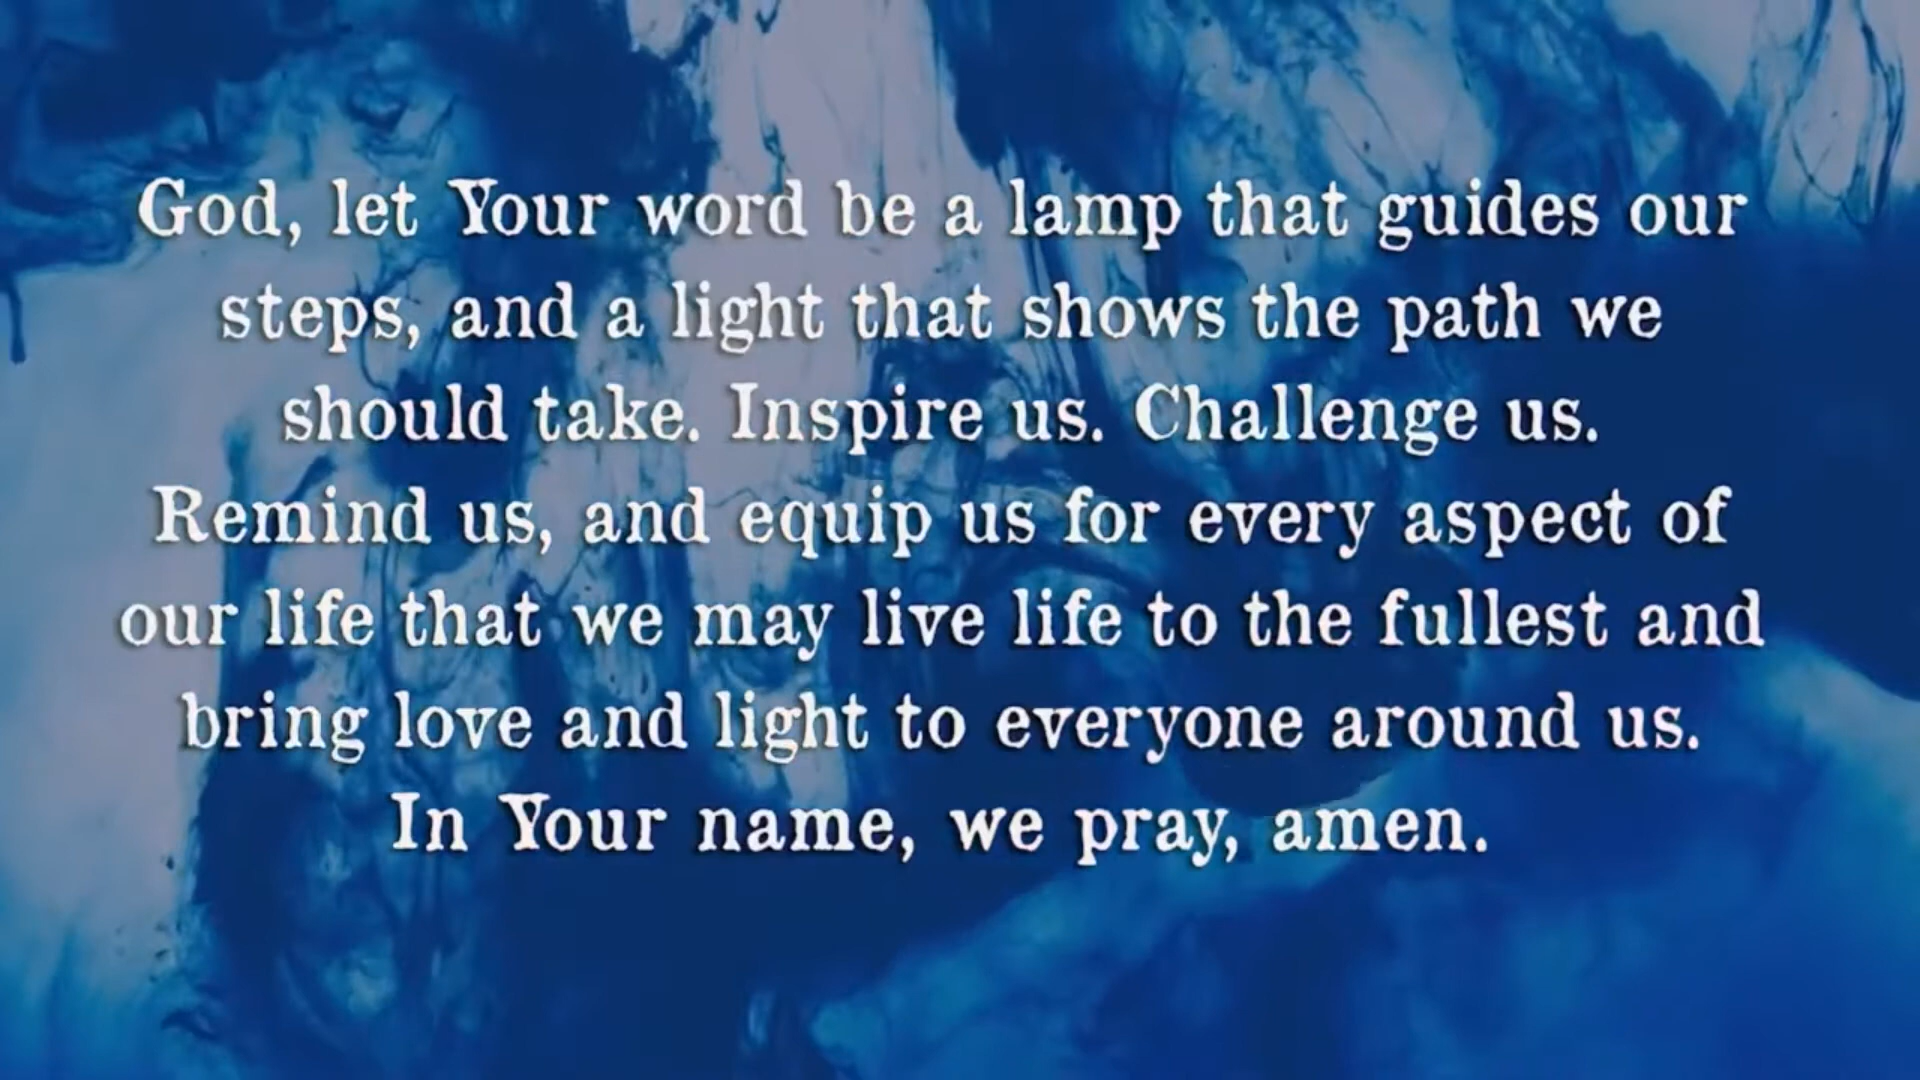 God, let Your word be a lamp that guides our
steps, and a light that shows the path we
should take. Inspire us. Challenge us.
Remind us, and equip us for every aspect of
our life that we may live life to the fullest and
bring love and light to everyone around us.
In Your name, we pray, amen.